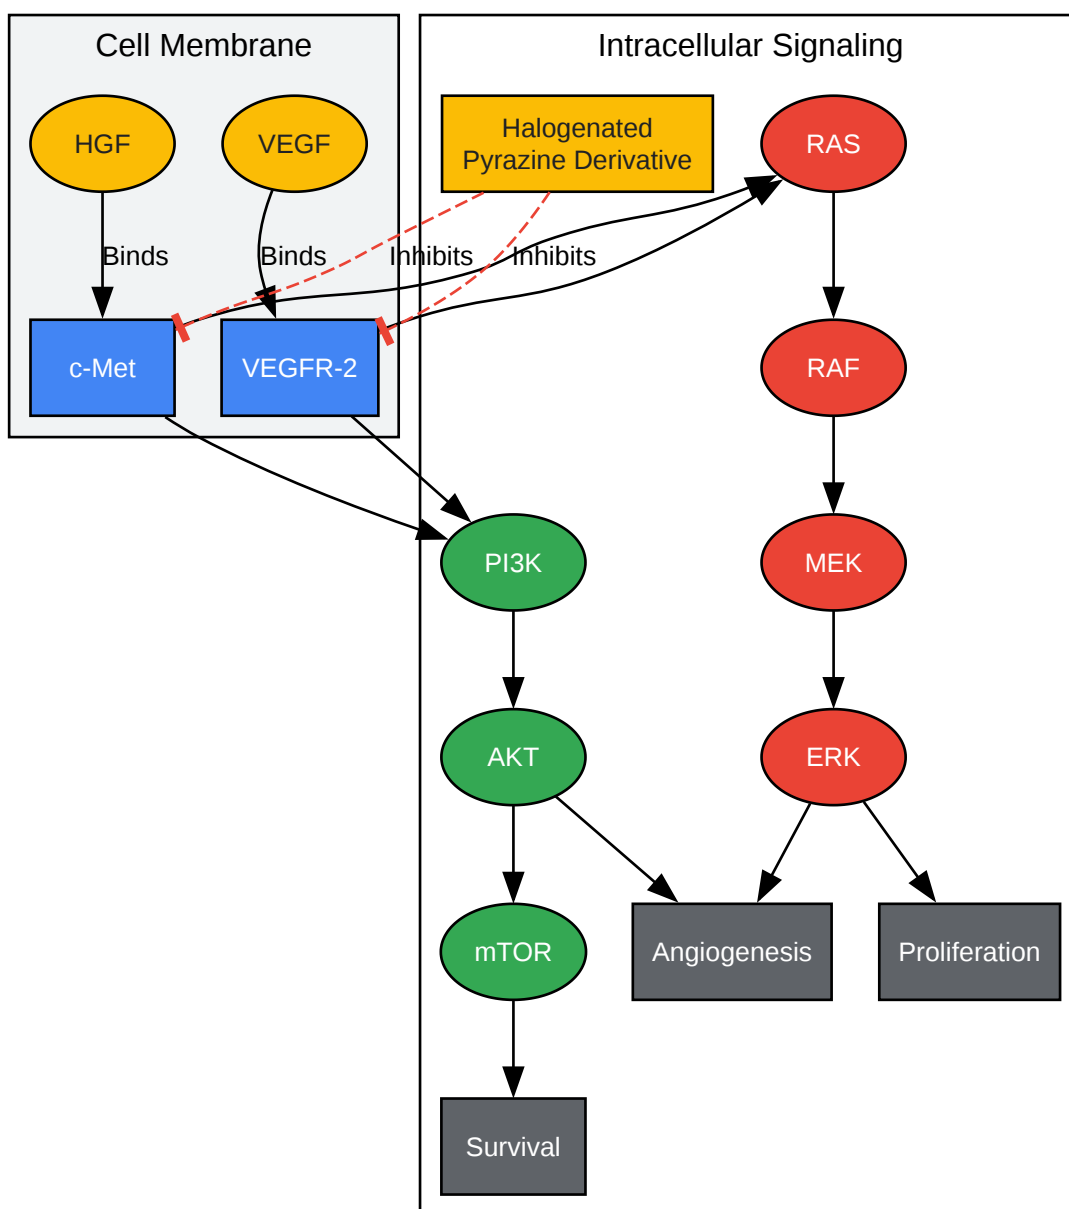 Cell Membrane
Intracellular Signaling
HGF
VEGF
Halogenated
Pyrazine Derivative
RAS
Binds
Binds
Inhibits
Inhibits
c-Met
VEGFR-2
RAF
PI3K
MEK
AKT
ERK
mTOR
Angiogenesis
Proliferation
Survival